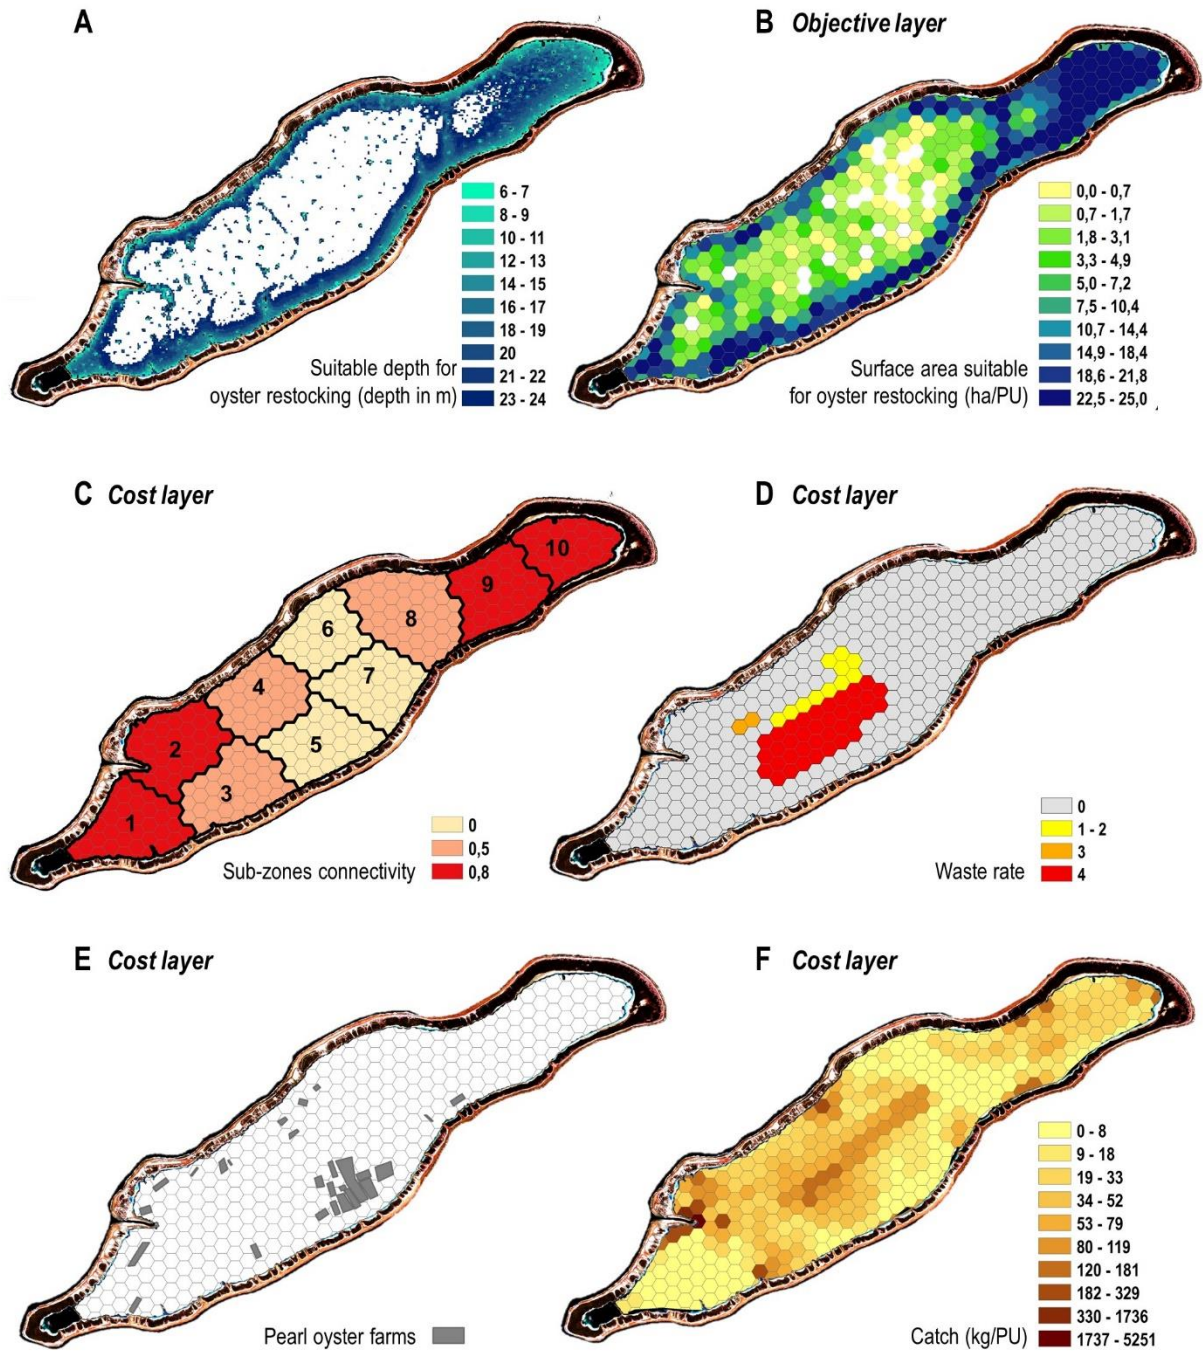 A
6 - 7
8 - 9
10 - 11
12 - 13
14 - 15
16 - 17
18 - 19
20
21 - 22
23 - 24
Suitable depth for
oyster restocking (depth in m)
B Objective layer
0,0 - 0,7
0,7 - 1,7
1,8 - 3,1
3,3 - 4,9
5,0 - 7,2
7,5 - 10,4
10,7 - 14,4
14,9 - 18,4
18,6 - 21,8
22,5 - 25,0
Surface area suitable
for oyster restocking (ha/PU)
C Cost layer
10
9
8
6
7
4
5
2
3
1
0
0,5
0,8
Sub-zones connectivity
D Cost layer
0
1 - 2
3
4
Waste rate
E Cost layer
Pearl oyster farms
F Cost layer
0 - 8
9 - 18
19 - 33
34 - 52
53 - 79
80 - 119
120 - 181
182 - 329
330 - 1736
1737 - 5251
Catch (kg/PU)